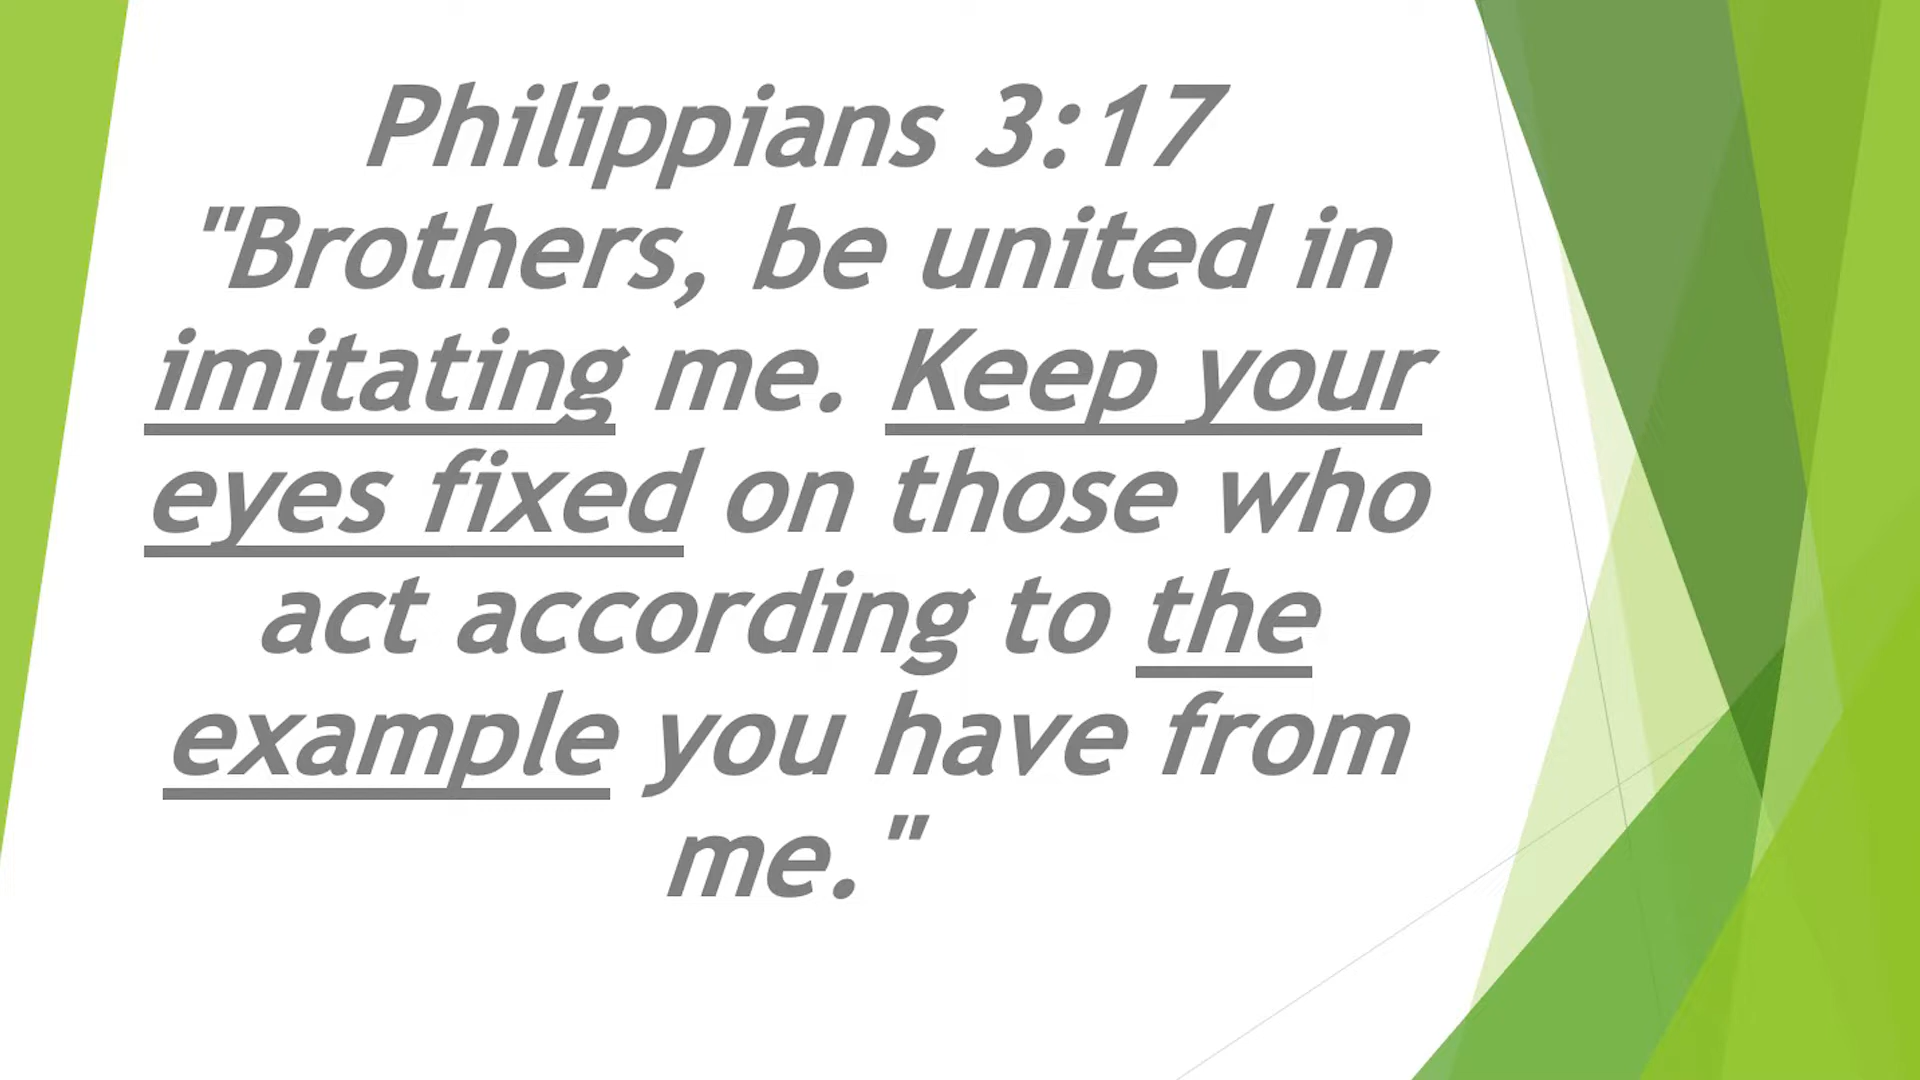 Philippians 3:17
"Brothers, be united in
imitating me. Keep your
eyes fixed on those who
act according to the
example you have from
me."